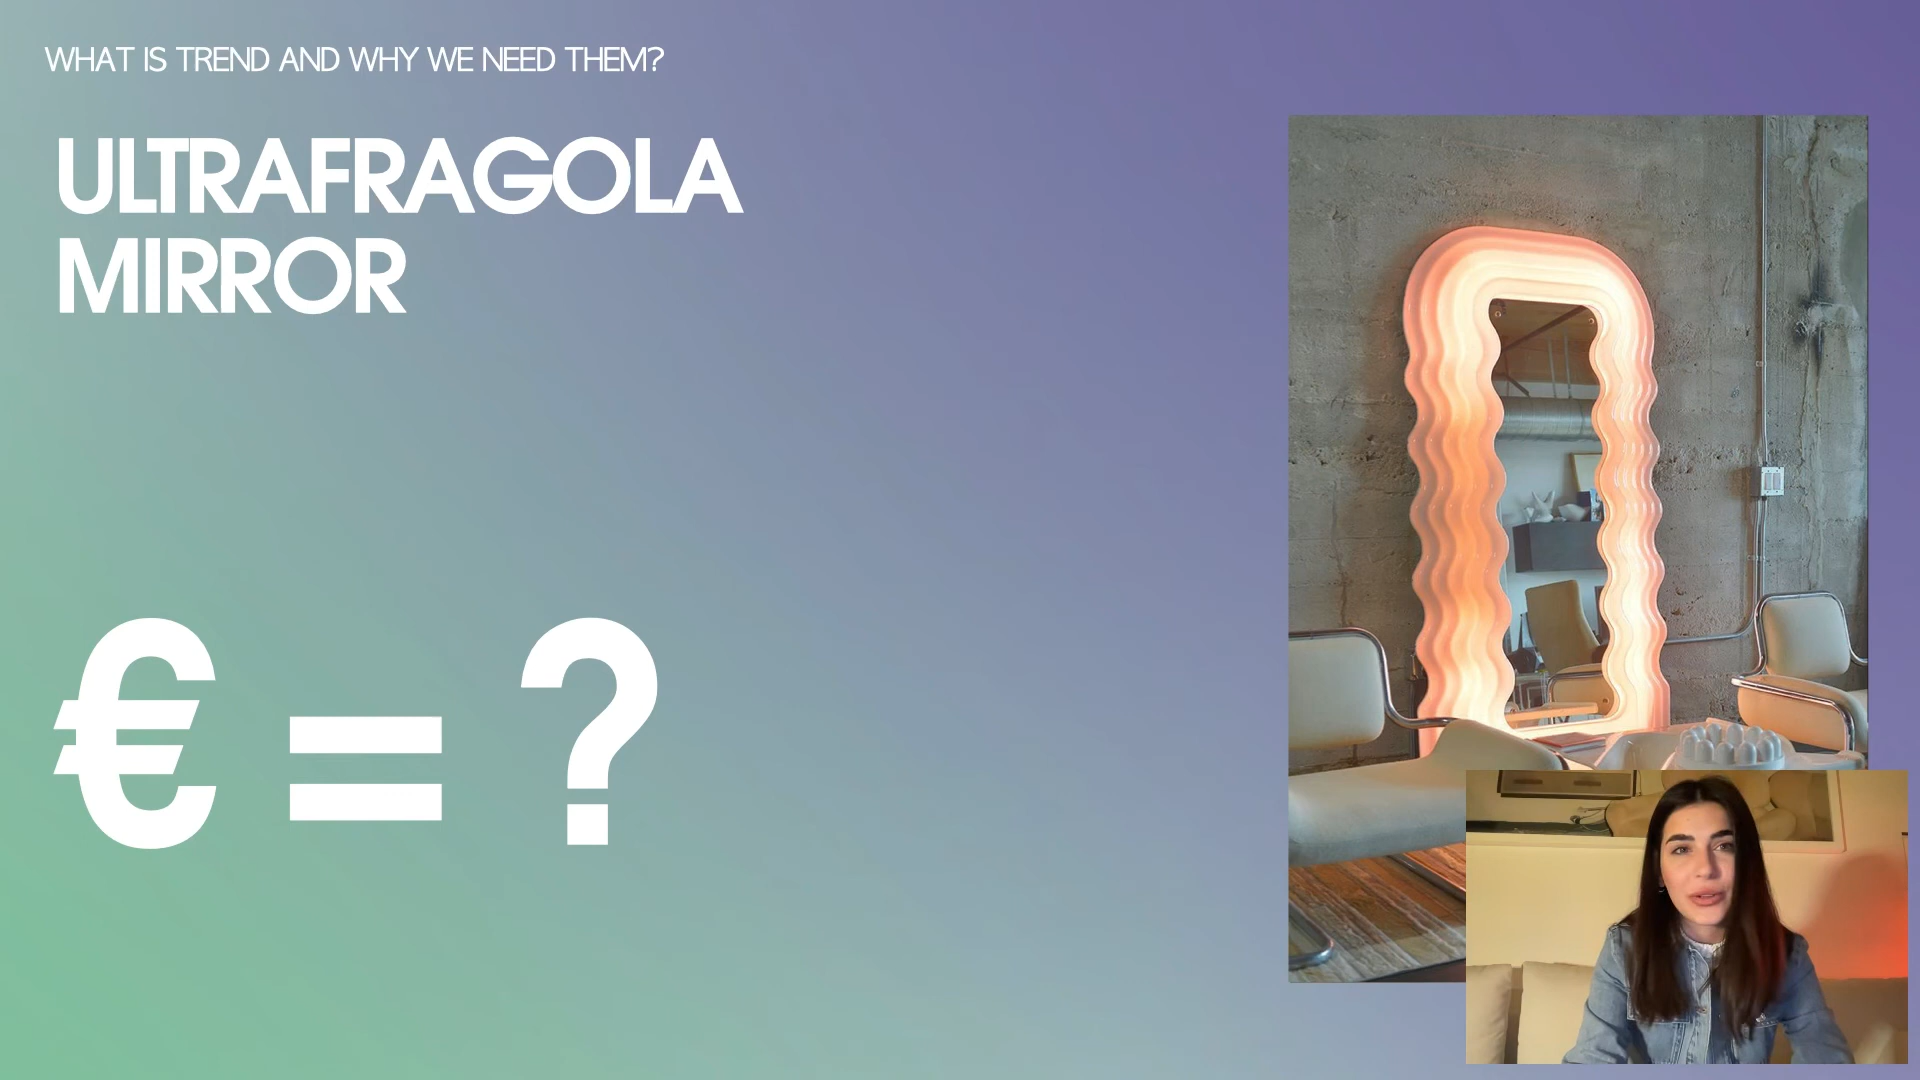 WHAT IS TREND AND WHY WE NEED THEM?
ULTRAFRAGOLA
MIRROR
€ = ?